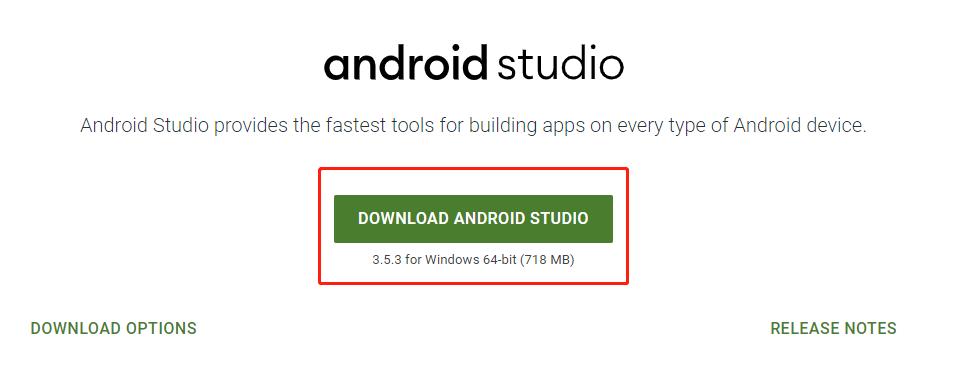 android studio
Android Studio provides the fastest tools for building apps on every type of Android device.
DOWNLOAD ANDROID STUDIO
3.5.3 for Windows 64-bit (718 MB)
DOWNLOAD OPTIONS
RELEASE NOTES